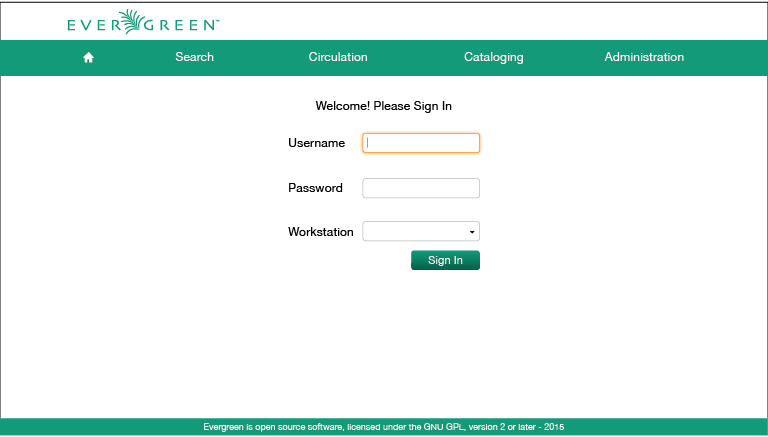 EVERGREEN™
Search Circulation Cataloging Administration
Welcome! Please Sign In
Username
Password
Workstation
Sign In
Evergreen is open source software, licensed under the GNU GPL, version 2 or later - 2015